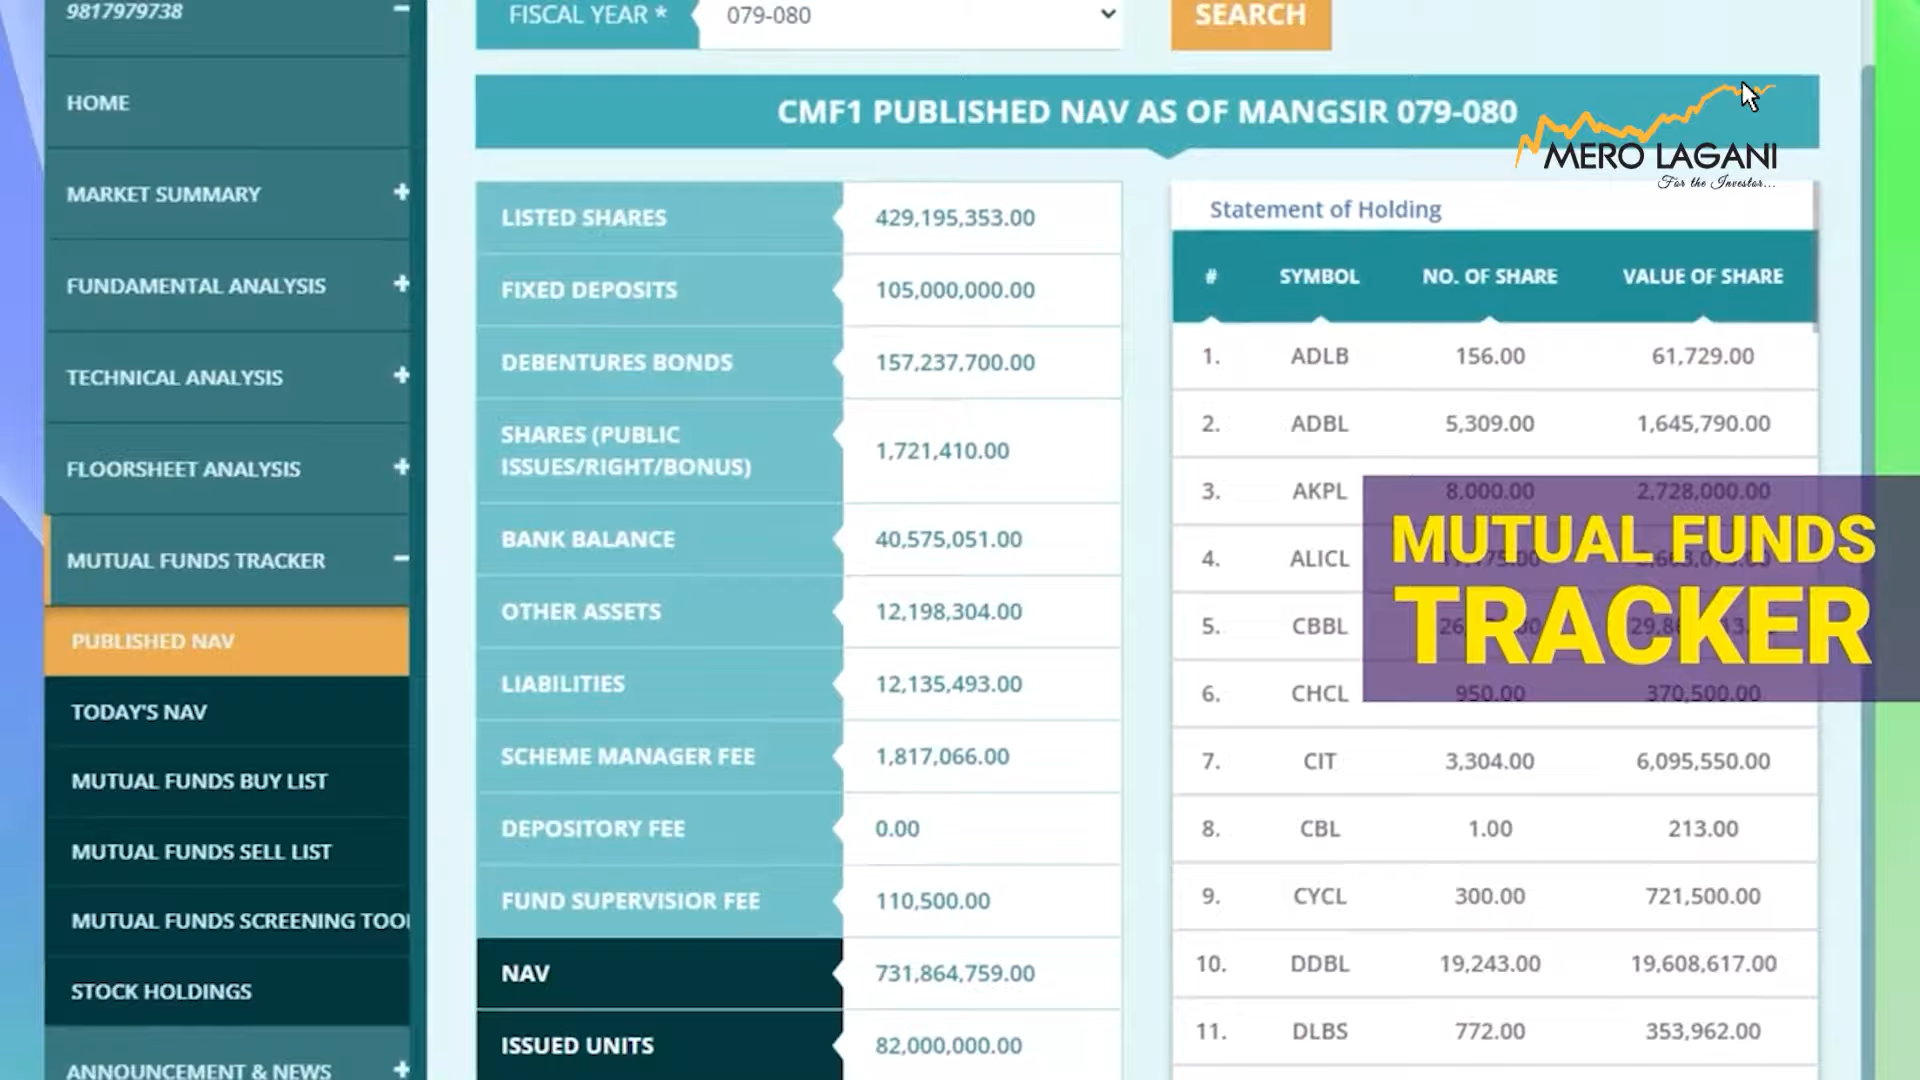 9817979738
HOME
MARKET SUMMARY
FUNDAMENTAL ANALYSIS
TECHNICAL ANALYSIS
FLOORSHEET ANALYSIS
MUTUAL FUNDS TRACKER
PUBLISHED NAV
TODAY'S NAV
MUTUAL FUNDS BUY LIST
MUTUAL FUNDS SELL LIST
MUTUAL FUNDS SCREENING
STOCK HOLDINGS
ANNOUNCEMENT & NEWS
FISCAL YEAR * 079-080 SEARCH
CMF1 PUBLISHED NAV AS OF MANGSIR 079-080
MERO LAGANI
For the Investor...
LISTED SHARES 429,195,353.00
FIXED DEPOSITS 105,000,000.00
DEBENTURES BONDS 157,237,700.00
SHARES (PUBLIC
ISSUES/RIGHT/BONUS) 1,721,410.00
BANK BALANCE 40,575,051.00
OTHER ASSETS 12,198,304.00
LIABILITIES 12,135,493.00
SCHEME MANAGER FEE 1,817,066.00
DEPOSITORY FEE 0.00
FUND SUPERVISIOR FEE 110,500.00
NAV 731,864,759.00
ISSUED UNITS 82,000,000.00
Statement of Holding
# SYMBOL NO. OF SHARE VALUE OF SHARE
1. ADLB 156.00 61,729.00
2. ADBL 5,309.00 1,645,790.00
3. AKPL 8,000.00 2,728,000.00
4. ALICL
5. CBBL
6. CHCL 950.00 370,500.00
7. CIT 3,304.00 6,095,550.00
8. CBL 1.00 213.00
9. CYCL 300.00 721,500.00
10. DDBL 19,243.00 19,608,617.00
11. DLBS 772.00 353,962.00
MUTUAL FUNDS
TRACKER